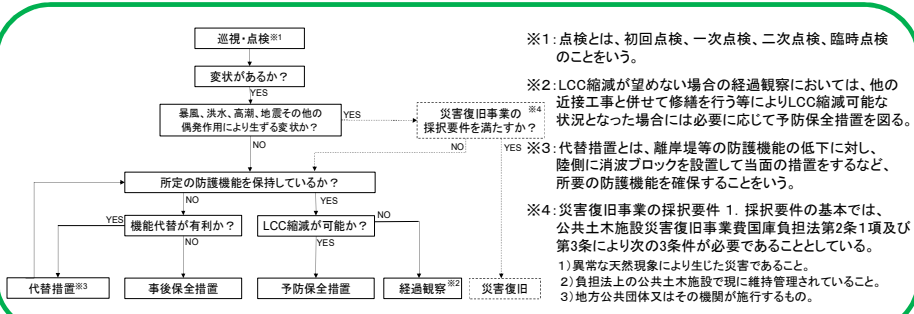 巡視・点検※1
変状があるか?
YES
暴風、洪水、高潮、地震その他の
偶発作用により生ずる変状か?
YES
災害復旧事業の※4
採択要件を満たすか?
NO
NO
YES
所定の防護機能を保持しているか?
NO
YES
YES
機能代替が有利か?
LCC縮減が可能か?
NO
NO
YES
代替措置※3
事後保全措置
予防保全措置
経過観察※2
災害復旧
※1:点検とは、初回点検、一次点検、二次点検、臨時点検
のことをいう。
※2:LCC縮減が望めない場合の経過観察においては、他の
近接工事と併せて修繕を行う等によりLCC縮減可能な
状況となった場合には必要に応じて予防保全措置を図る。
※3:代替措置とは、離岸堤等の防護機能の低下に対し、
陸側に消波ブロックを設置して当面の措置をするなど、
所要の防護機能を確保することをいう。
※4:災害復旧事業の採択要件 1. 採択要件の基本では、
公共土木施設災害復旧事業費国庫負担法第2条1項及び
第3条により次の3条件が必要であることとしている。
1)異常な天然現象により生じた災害であること。
2)負担法上の公共土木施設で現に維持管理されていること。
3)地方公共団体又はその機関が施行するもの。